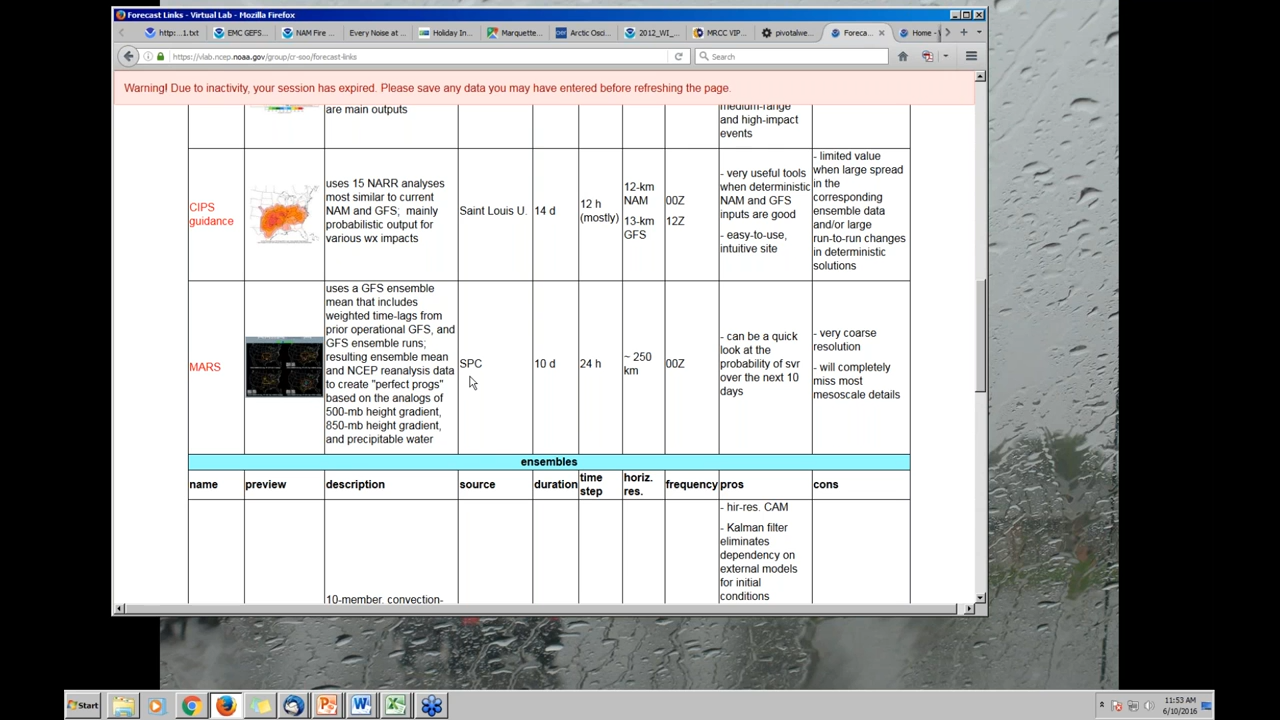 Forecast Links - Virtual Lab - Mozilla Firefox
http:...1.txt
EMC GEFS...
NAM Fire ...
Every Noise at ...
Holiday In...
Marquette...
Arctic Osci...
2012_WI_...
MRCC VIP...
pivotalwe...
Foreca...
Home -
https://vlab.ncep.noaa.gov/group/cr-soo/forecast-links
Search
Warning! Due to inactivity, your session has expired. Please save any data you may have entered before refreshing the page.
are main outputs
medium-range
and high-impact
events
CIPS
guidance
uses 15 NARR analyses
most similar to current
NAM and GFS; mainly
probabilistic output for
various wx impacts
Saint Louis U.
14 d
12 h
(mostly)
12-km
NAM
13-km
GFS
00Z
12Z
- very useful tools
when deterministic
NAM and GFS
inputs are good
- easy-to-use,
intuitive site
- limited value
when large spread
in the
corresponding
ensemble data
and/or large
run-to-run changes
in deterministic
solutions
MARS
uses a GFS ensemble
mean that includes
weighted time-lags from
prior operational GFS, and
GFS ensemble runs;
resulting ensemble mean
and NCEP reanalysis data
to create "perfect progs"
based on the analogs of
500-mb height gradient,
850-mb height gradient,
and precipitable water
SPC
10 d
24 h
~ 250
km
00Z
- can be a quick
look at the
probability of svr
over the next 10
days
- very coarse
resolution
- will completely
miss most
mesoscale details
ensembles
name
preview
description
source
duration
time
step
horiz.
res.
frequency
pros
cons
- hir-res. CAM
- Kalman filter
eliminates
dependency on
external models
for initial
conditions
10-member, convection-
Start
11:53 AM
6/10/2016